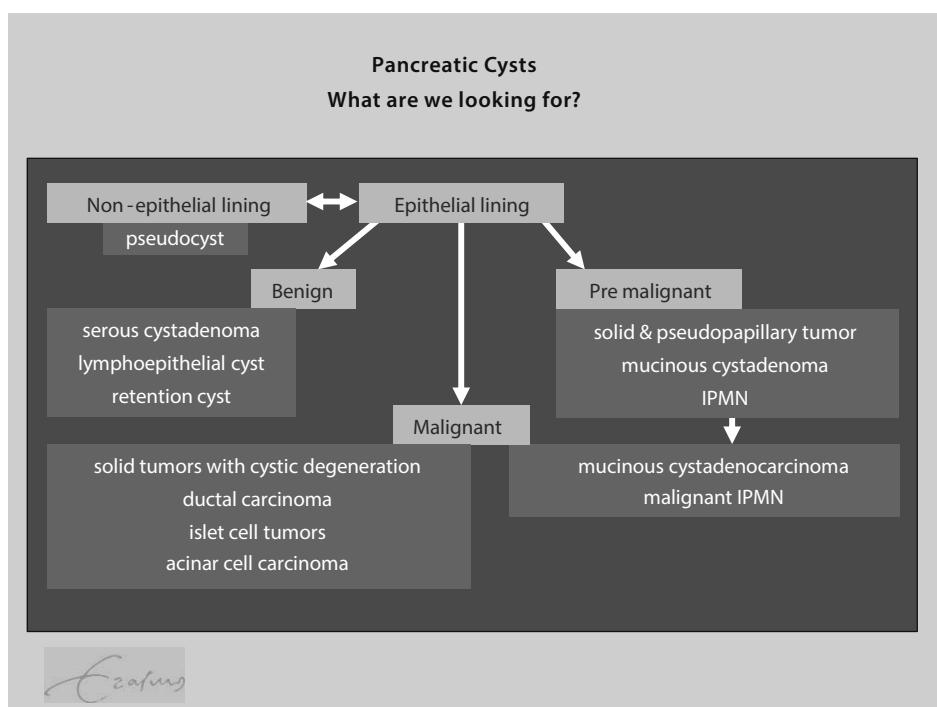 Pancreatic Cysts
What are we looking for?
Non-epithelial lining
Epithelial lining
pseudocyst
Benign
Pre malignant
serous cystadenoma
lymphoepithelial cyst
retention cyst
solid & pseudopapillary tumor
mucinous cystadenoma
IPMN
Malignant
solid tumors with cystic degeneration
ductal carcinoma
islet cell tumors
acinar cell carcinoma
mucinous cystadenocarcinoma
malignant IPMN
Erasmus